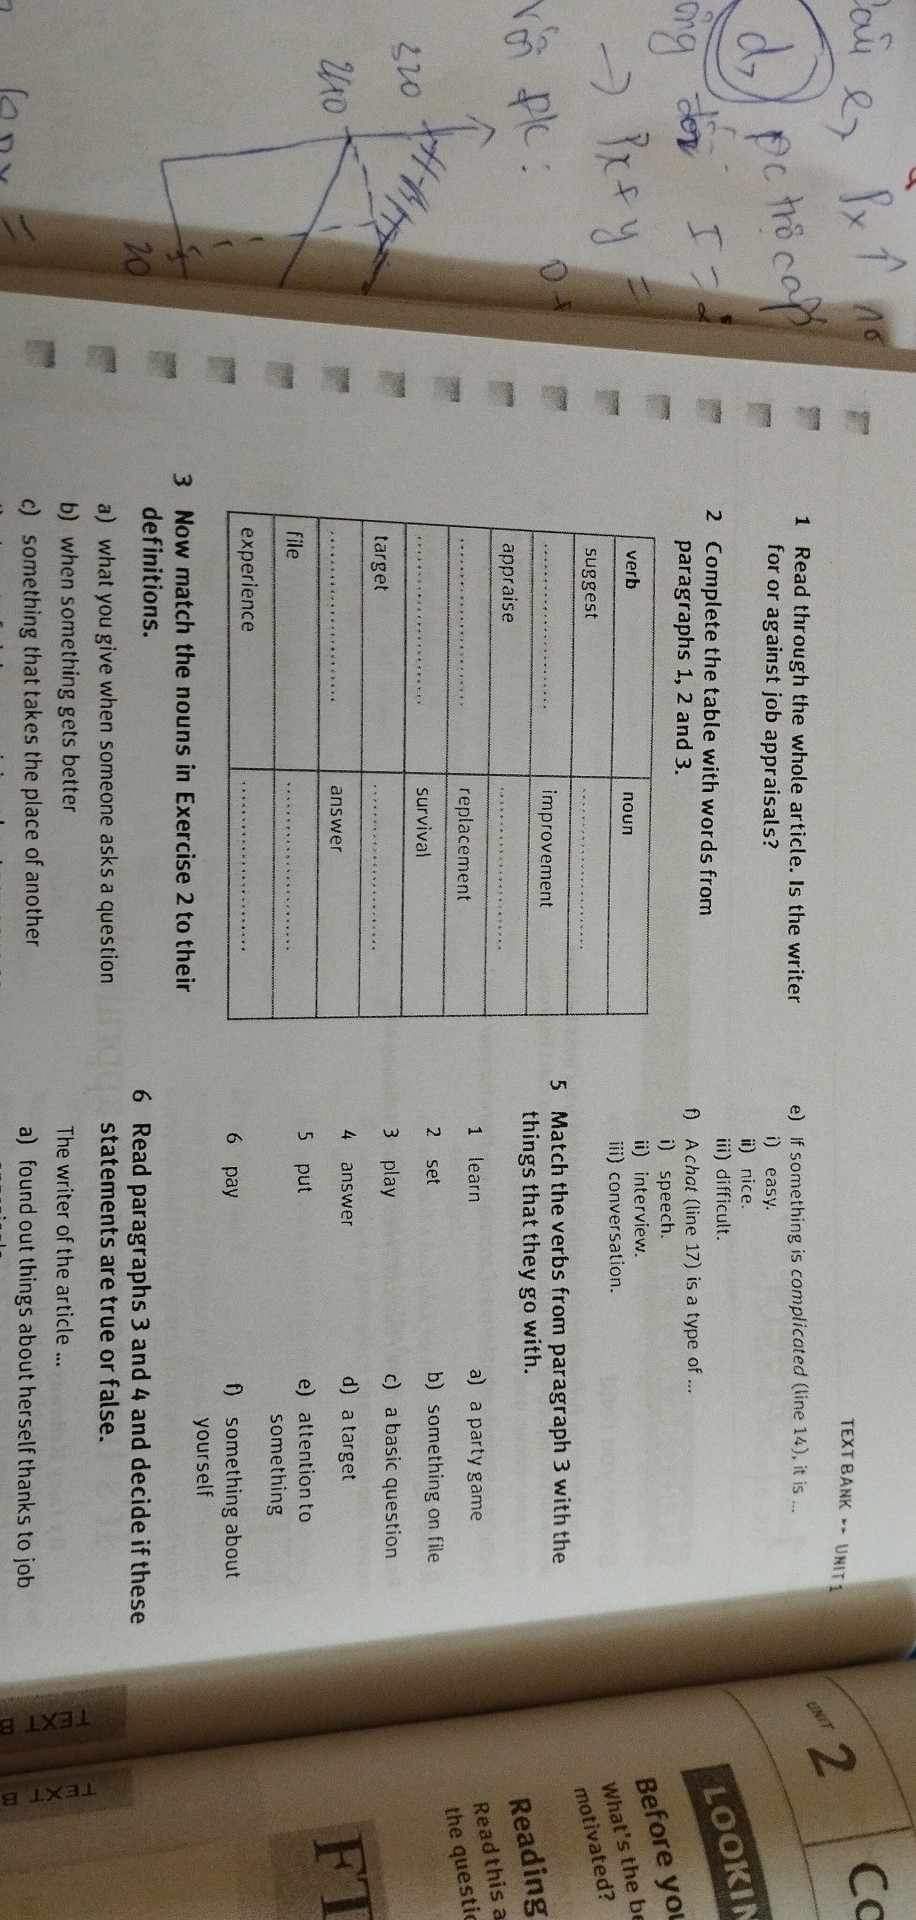 Câu e, Px ↑
d,
pc trợ cấp
I =
→ Px + y =
0 +
320
240
20
TEXT BANK ›› UNIT 1
1 Read through the whole article. Is the writer
for or against job appraisals?
2 Complete the table with words from
paragraphs 1, 2 and 3.
verb noun
suggest ........................
........................ improvement
appraise ........................
........................ replacement
........................ survival
target ........................
........................ answer
file ........................
experience ........................
3 Now match the nouns in Exercise 2 to their
definitions.
a) what you give when someone asks a question
b) when something gets better
c) something that takes the place of another
e) If something is complicated (line 14), it is ...
i) easy.
ii) nice.
iii) difficult.
f) A chat (line 17) is a type of ...
i) speech.
ii) interview.
iii) conversation.
5 Match the verbs from paragraph 3 with the
things that they go with.
1 learn a) a party game
2 set b) something on file
3 play c) a basic question
4 answer d) a target
5 put e) attention to
something
6 pay f) something about
yourself
6 Read paragraphs 3 and 4 and decide if these
statements are true or false.
The writer of the article ...
a) found out things about herself thanks to job
UNIT 2
Co
LOOKIN
Before you
What's the be
motivated?
Reading
Read this a
the questio
FT
TEXT B
TEXT B